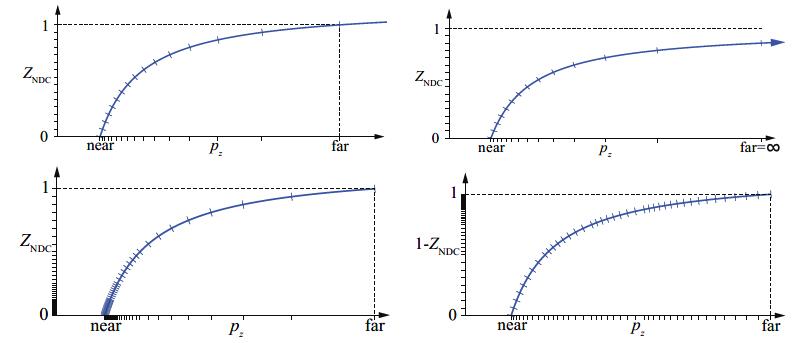 1
Z_NDC
0
near
p_z
far
1
Z_NDC
0
near
p_z
far=∞
1
Z_NDC
0
near
p_z
far
1
1-Z_NDC
0
near
p_z
far